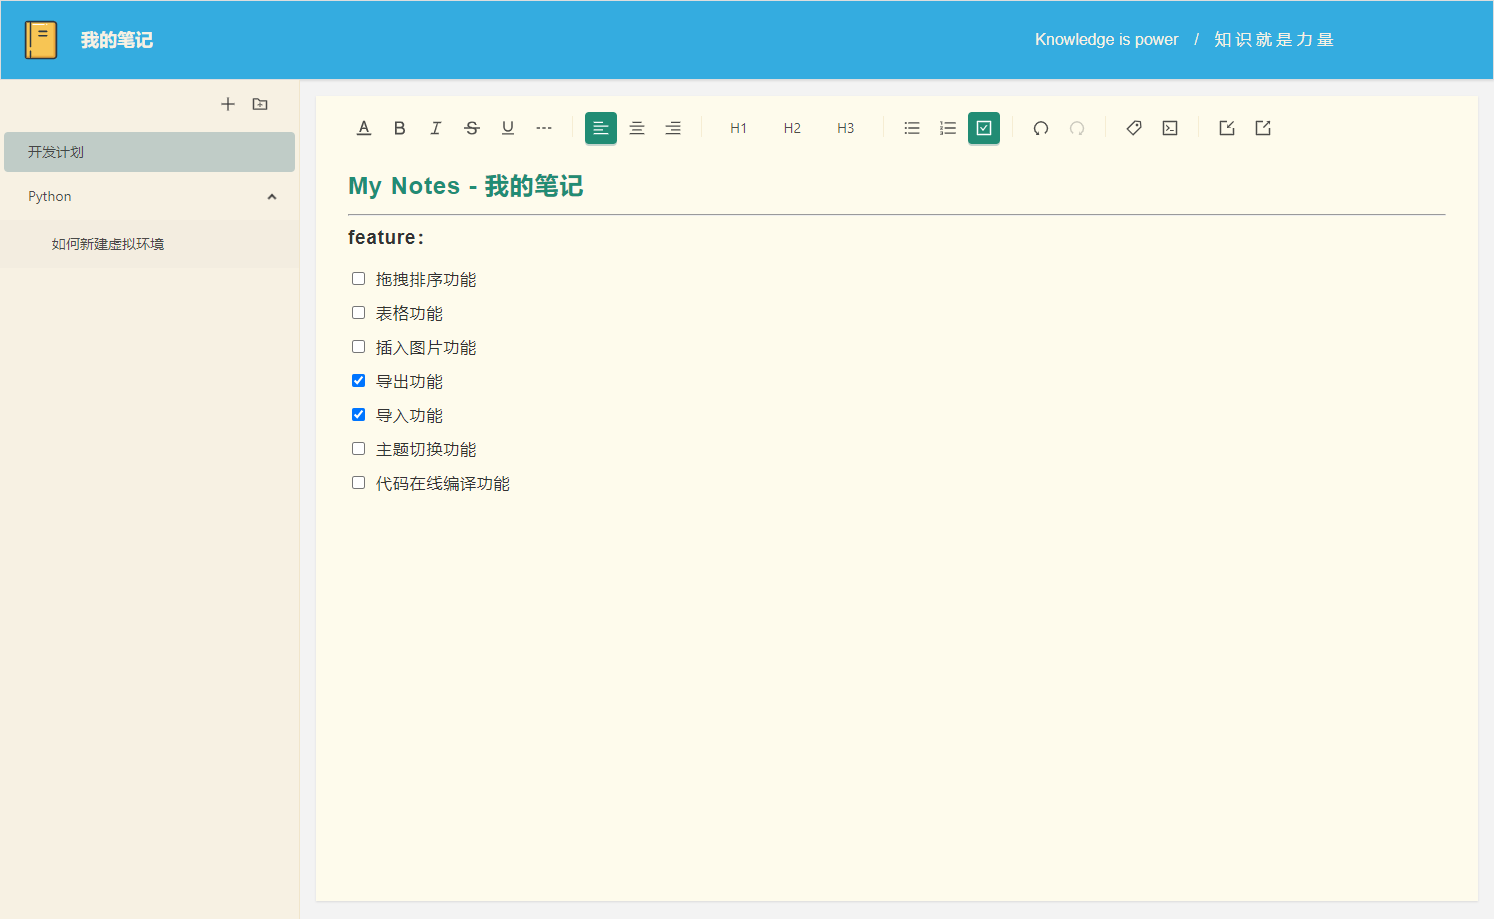 我的笔记
Knowledge is power / 知识就是力量
开发计划
Python
如何新建虚拟环境
H1 H2 H3
My Notes - 我的笔记
feature：
拖拽排序功能
表格功能
插入图片功能
导出功能
导入功能
主题切换功能
代码在线编译功能